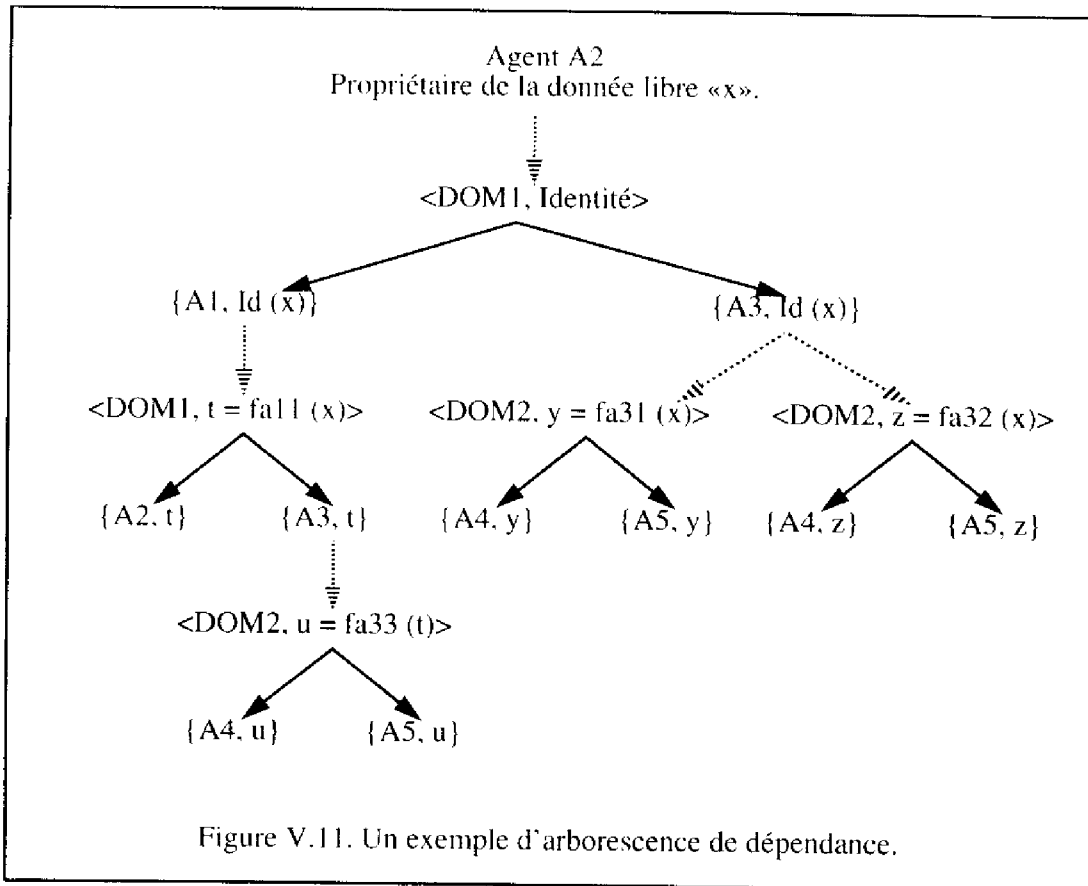 Agent A2
Propriétaire de la donnée libre «x».
<DOM1, Identité>
{A1, Id (x)}
{A3, Id (x)}
<DOM1, t = fa11 (x)>
<DOM2, y = fa31 (x)>
<DOM2, z = fa32 (x)>
{A2, t}
{A3, t}
{A4, y}
{A5, y}
{A4, z}
{A5, z}
<DOM2, u = fa33 (t)>
{A4, u}
{A5, u}
Figure V.11. Un exemple d'arborescence de dépendance.